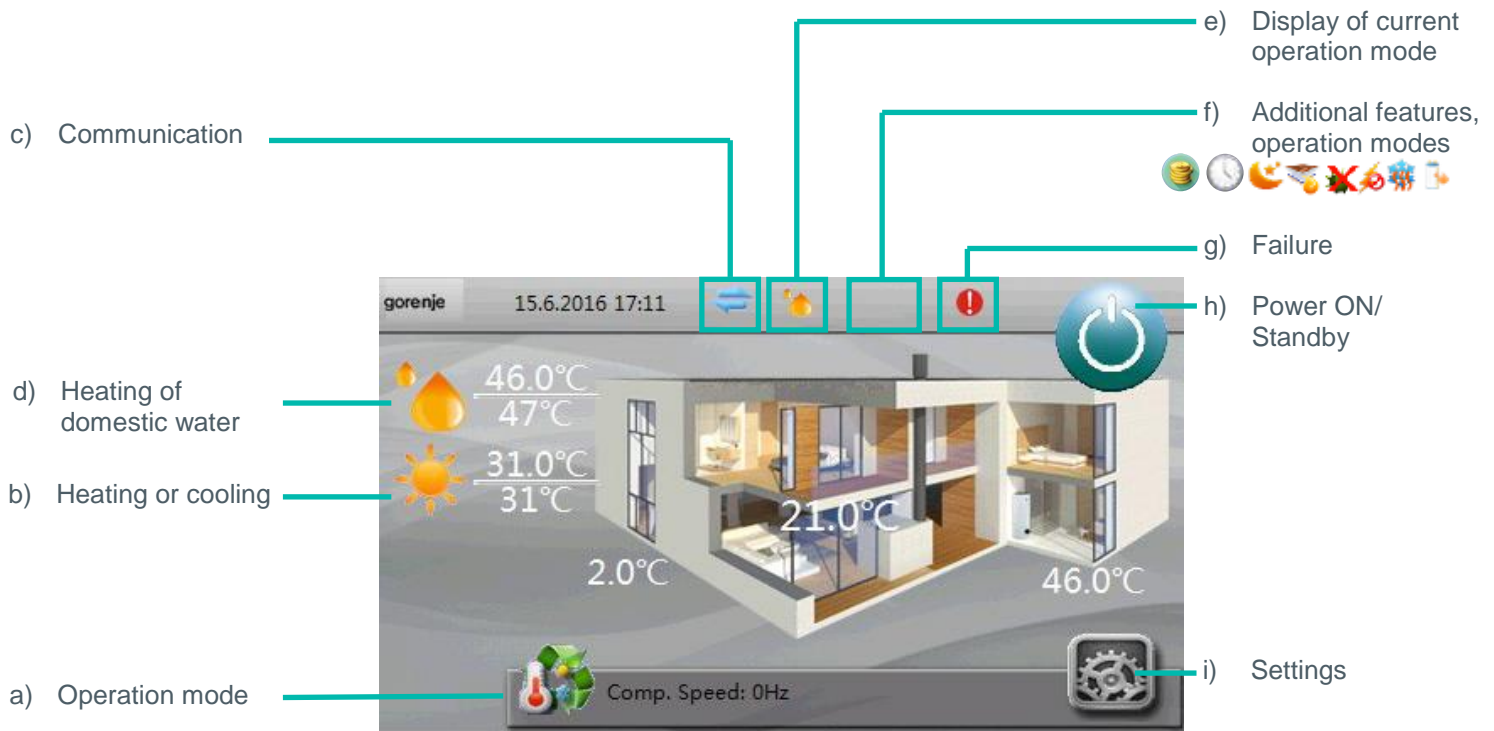 e) Display of current
operation mode
c) Communication
f) Additional features,
operation modes
g) Failure
gorenje 15.6.2016 17:11
h) Power ON/
Standby
d) Heating of
domestic water
46.0°C
47°C
b) Heating or cooling
31.0°C
31°C
21.0°C
2.0°C
46.0°C
i) Settings
a) Operation mode
Comp. Speed: 0Hz